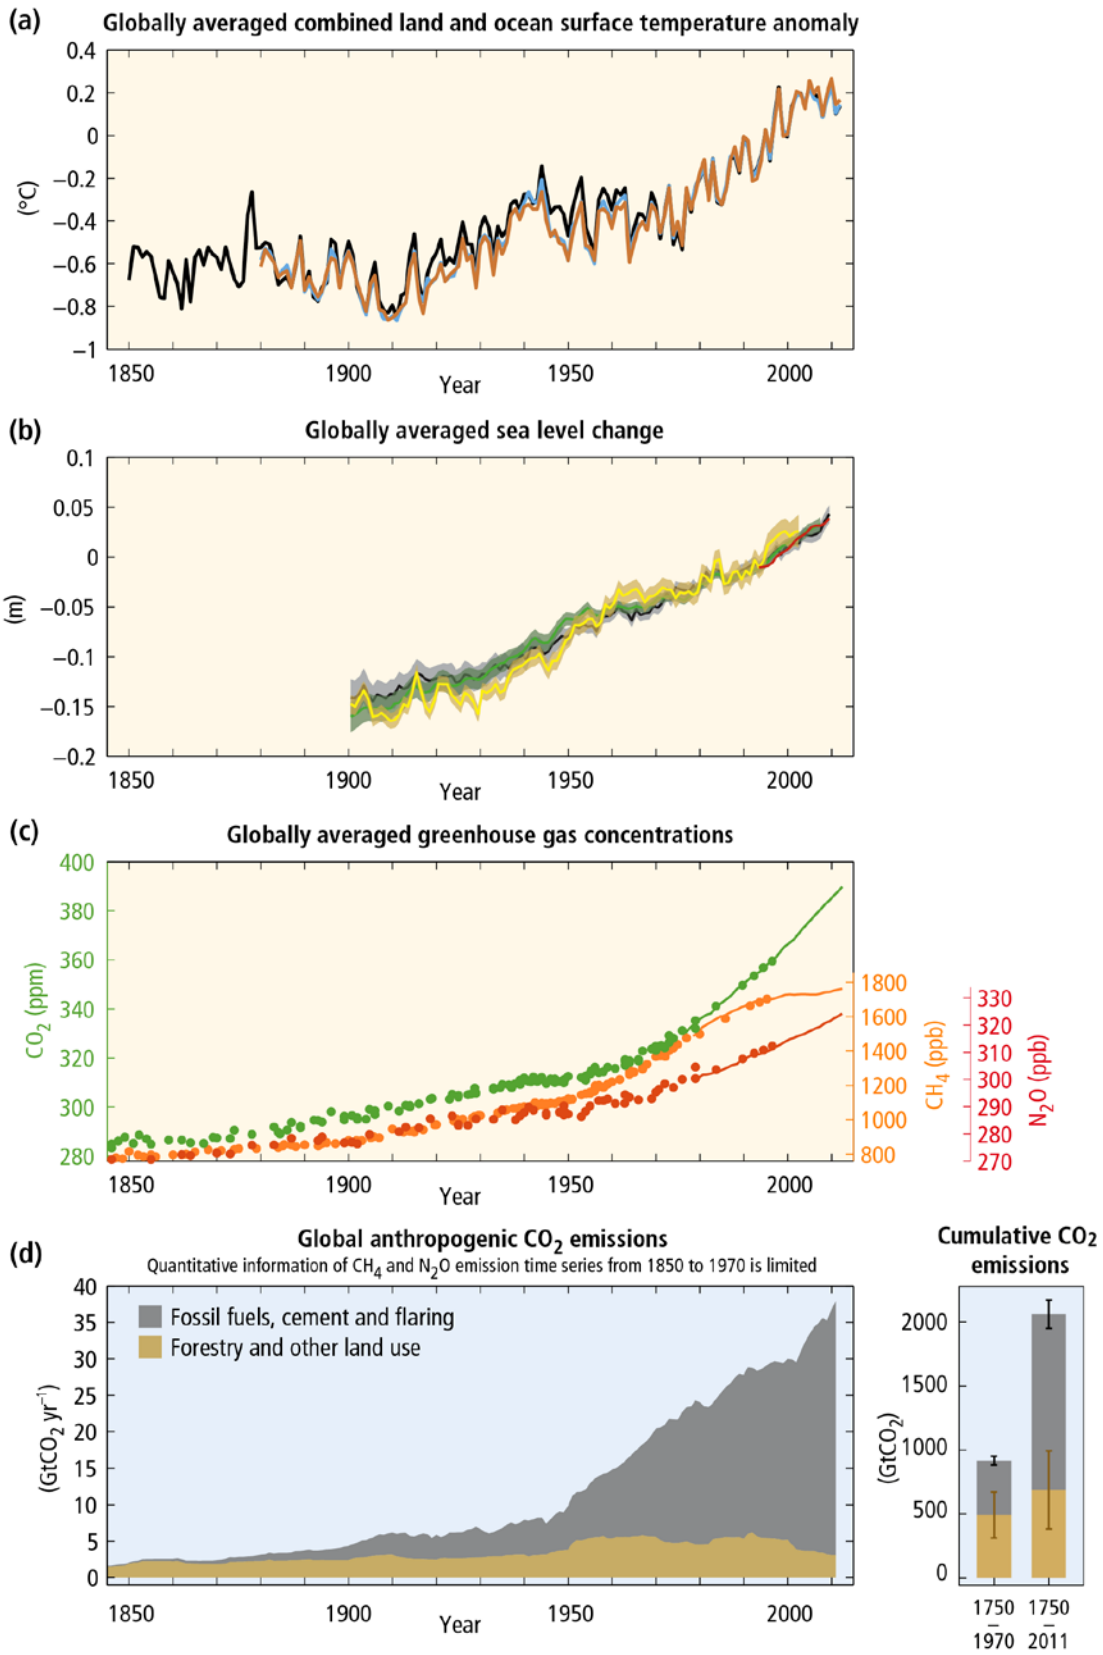 (a)
Globally averaged combined land and ocean surface temperature anomaly
0.4
0.2
0
−0.2
−0.4
−0.6
−0.8
−1
(°C)
1850 1900 1950 2000
Year
(b)
Globally averaged sea level change
0.1
0.05
0
−0.05
−0.1
−0.15
−0.2
(m)
1850 1900 1950 2000
Year
(c)
Globally averaged greenhouse gas concentrations
400
380
360
340
320
300
280
CO2 (ppm)
1800
1600
1400
1200
1000
800
CH4 (ppb)
330
320
310
300
290
280
270
N2O (ppb)
1850 1900 1950 2000
Year
(d)
Global anthropogenic CO2 emissions
Quantitative information of CH4 and N2O emission time series from 1850 to 1970 is limited
40
35
30
25
20
15
10
5
0
(GtCO2 yr−1)
Fossil fuels, cement and flaring
Forestry and other land use
1850 1900 1950 2000
Year
Cumulative CO2
emissions
2000
1500
1000
500
0
(GtCO2)
1750 1750
– –
1970 2011